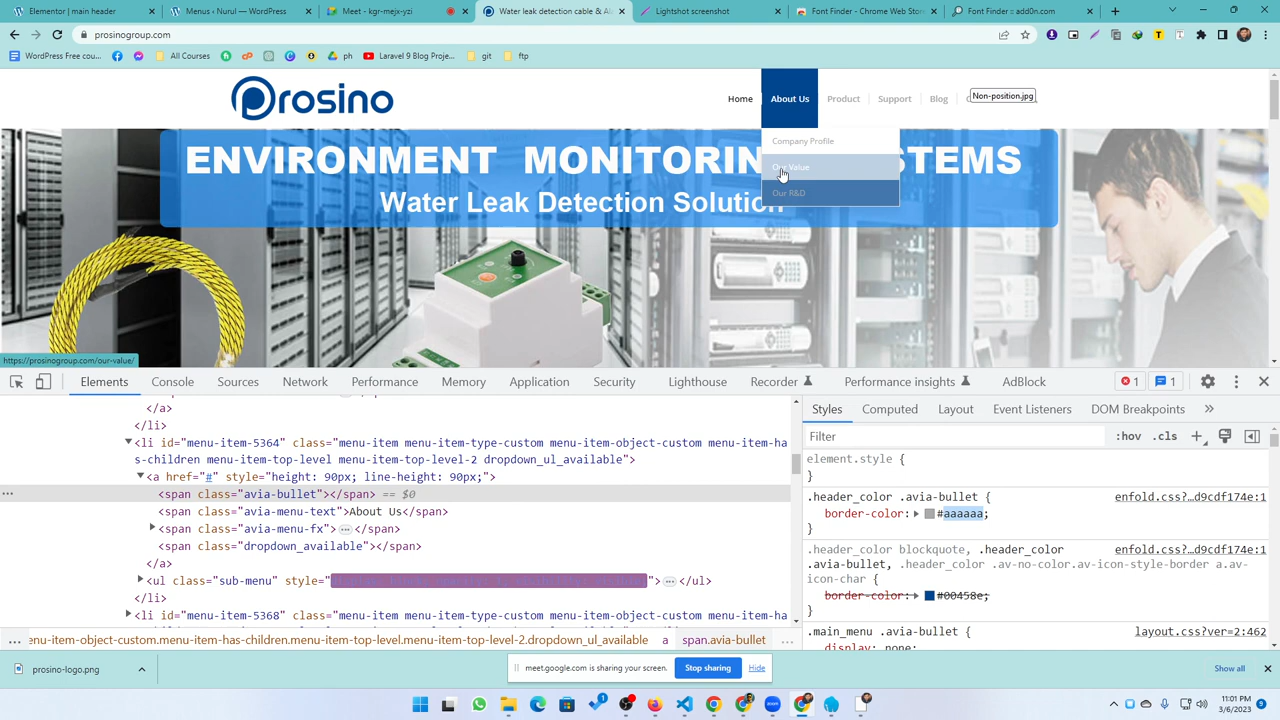 Elementor | Main header
Menus ‹ NextWoo — WordPress
Meet - kgr-mejx-yzi
Water leak detection cable & Al
Lightshot screenshot
Font Finder - Chrome Web Store
Font Finder - add0n.com
prosinogroup.com
WordPress Free cou...
All Courses
git
ph
Laravel 9 Blog Proje...
git
ftp
Prosino
Home
About Us
Product
Support
Blog
Non-position.jpg
Company Profile
Our Value
Our R&D
ENVIRONMENT MONITORING SYSTEMS
Water Leak Detection Solution
https://prosinogroup.com/our-value/
Elements
Console
Sources
Network
Performance
Memory
Application
Security
Lighthouse
Recorder
Performance insights
AdBlock
1
1
</a>
</li>
<li id="menu-item-5364" class="menu-item menu-item-type-custom menu-item-object-custom menu-item-ha
s-children menu-item-top-level menu-item-top-level-2 dropdown_ul_available">
<a href="#" style="height: 90px; line-height: 90px;">
<span class="avia-bullet"></span> == $0
<span class="avia-menu-text">About Us</span>
<span class="avia-menu-fx">…</span>
<span class="dropdown_available"></span>
</a>
<ul class="sub-menu" style=" ">…</ul>
</li>
<li id="menu-item-5368" class="menu-item menu-item-type-custom menu-item-object-custom menu-item-ha
... enu-item-object-custom.menu-item-has-children.menu-item-top-level.menu-item-top-level-2.dropdown_ul_available
a
span.avia-bullet
...
Styles
Computed
Layout
Event Listeners
DOM Breakpoints
Filter
:hov
.cls
element.style {
}
.header_color .avia-bullet {
enfold.css?…d9cdf174e:1
border-color: #aaaaaa;
}
.header_color blockquote, .header_color
enfold.css?…d9cdf174e:1
.avia-bullet, .header_color .av-no-color.av-icon-style-border a.av-
icon-char {
border-color: #00458e;
}
.main_menu .avia-bullet {
layout.css?ver=2:462
display: none;
prosino-logo.png
meet.google.com is sharing your screen.
Stop sharing
Hide
Show all
11:01 PM
3/6/2023